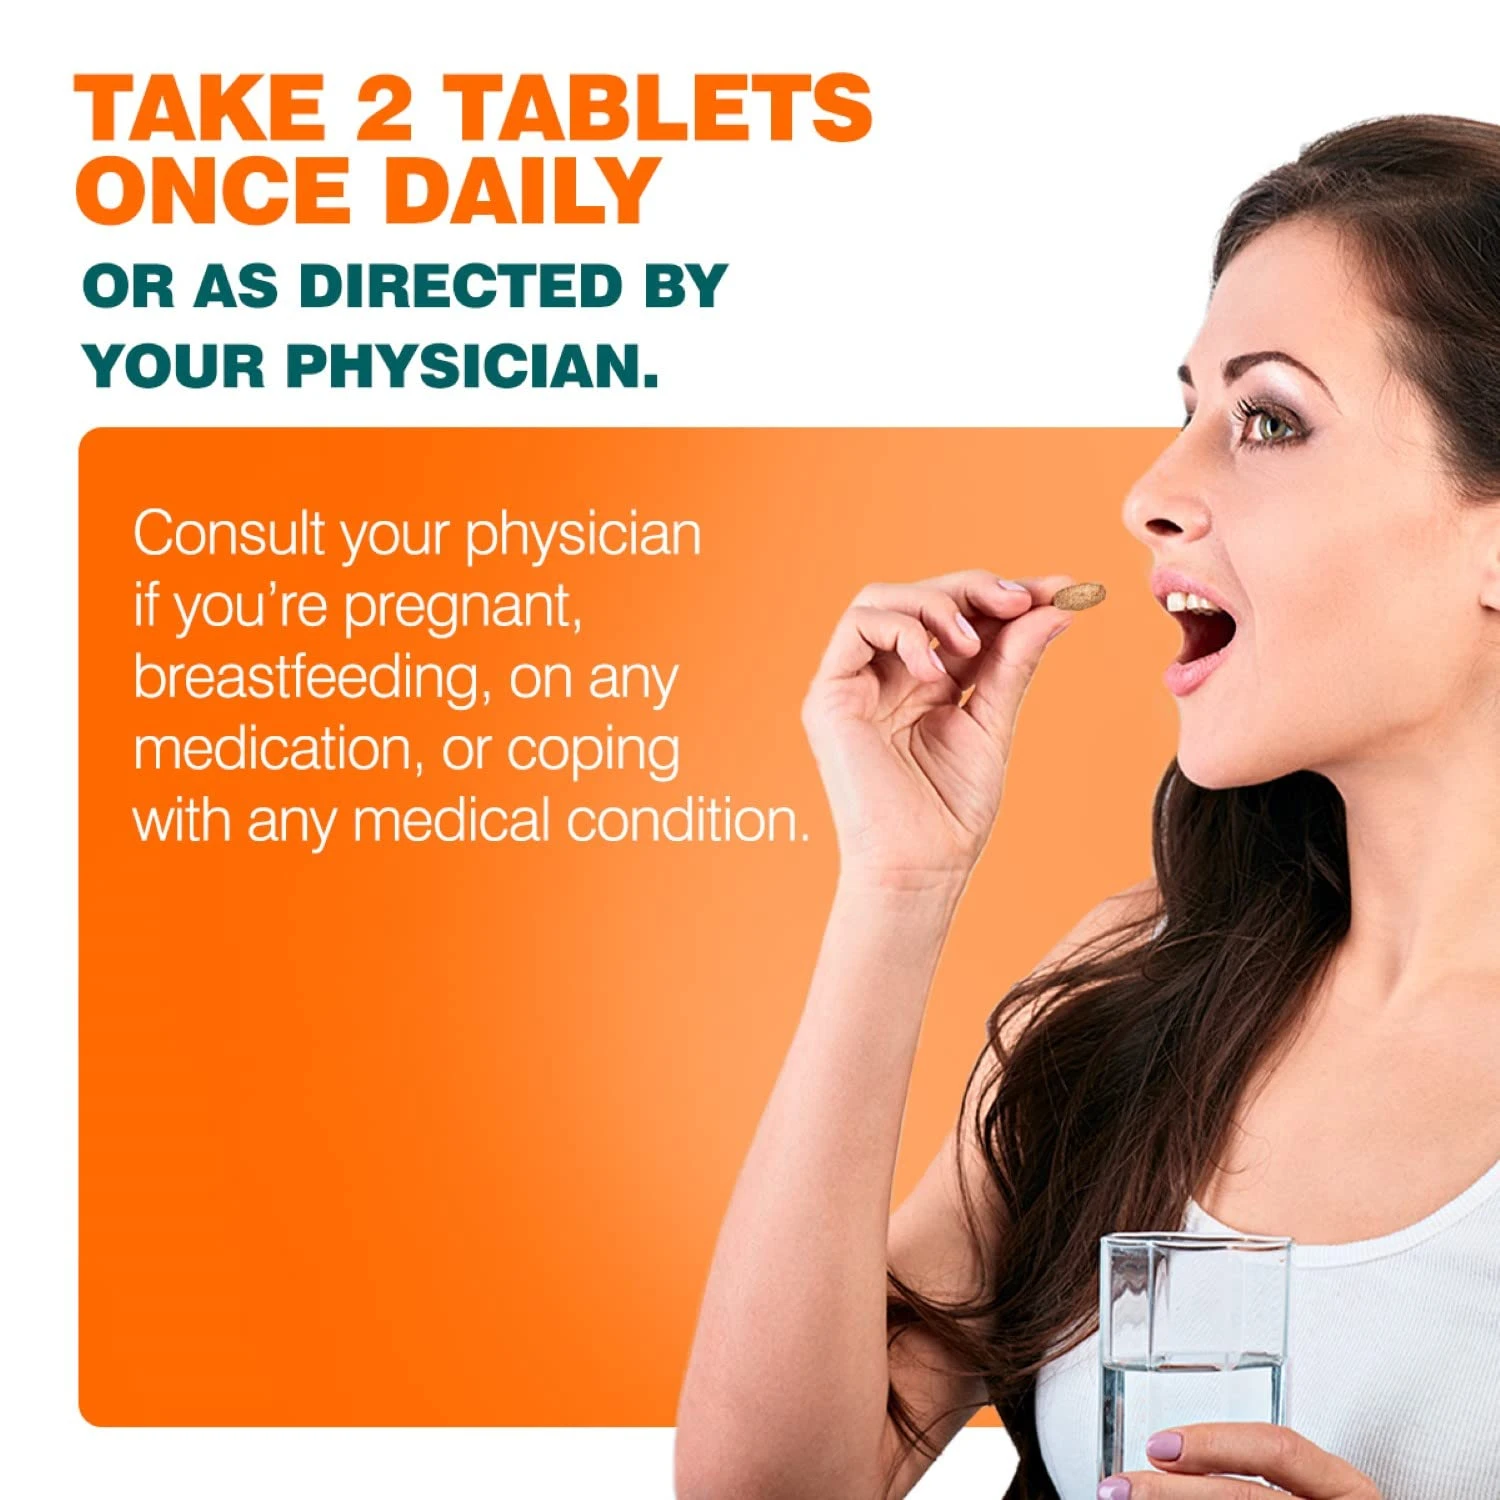 TAKE 2 TABLETS
ONCE DAILY
OR AS DIRECTED BY
YOUR PHYSICIAN.
Consult your physician
if you’re pregnant,
breastfeeding, on any
medication, or coping
with any medical condition.